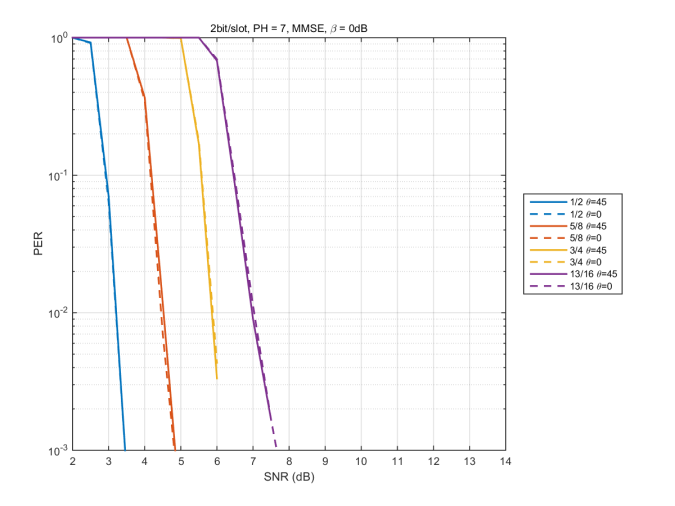 2bit/slot, PH = 7, MMSE, β = 0dB
10^0
10^-1
10^-2
10^-3
PER
2 3 4 5 6 7 8 9 10 11 12 13 14
SNR (dB)
1/2 θ=45
1/2 θ=0
5/8 θ=45
5/8 θ=0
3/4 θ=45
3/4 θ=0
13/16 θ=45
13/16 θ=0